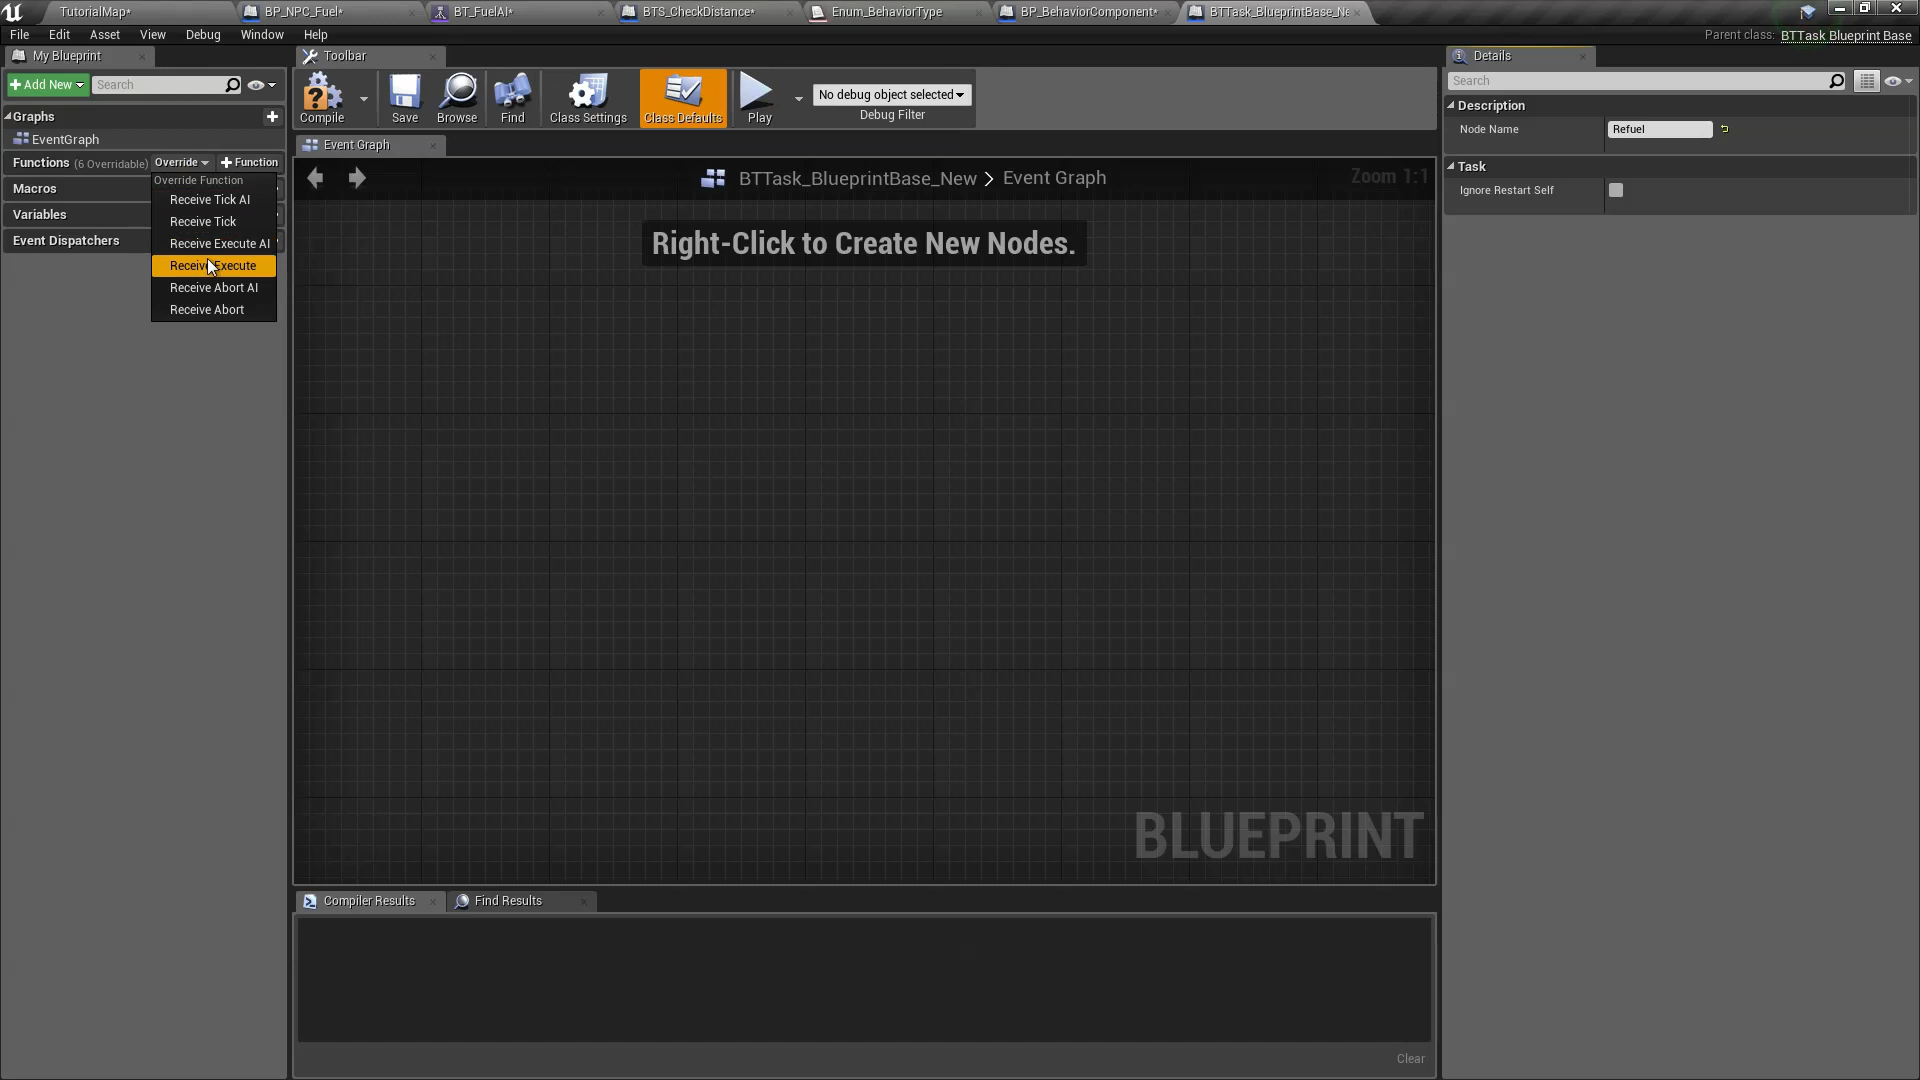 TutorialMap*
BP_NPC_Fuel*
BT_FuelAI*
BTS_CheckDistance*
Enum_BehaviorType
BP_BehaviorComponent*
BTTask_BlueprintBase_Ne
File Edit Asset View Debug Window Help
Parent class: BTTask Blueprint Base
My Blueprint
Toolbar
Details
Add New
Search
Compile
Save
Browse
Find
Class Settings
Class Defaults
Play
No debug object selected
Debug Filter
Search
Description
Node Name
Refuel
Task
Ignore Restart Self
Graphs
EventGraph
Functions (6 Overridable) Override + Function
Macros
Variables
Event Dispatchers
Override Function
Receive Tick AI
Receive Tick
Receive Execute AI
Receive Execute
Receive Abort AI
Receive Abort
Event Graph
BTTask_BlueprintBase_New > Event Graph
Zoom 1:1
Right-Click to Create New Nodes.
BLUEPRINT
Compiler Results
Find Results
Clear